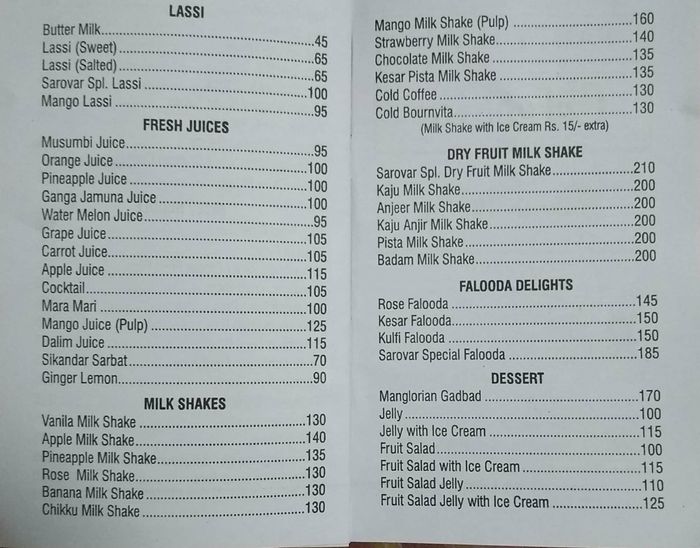 LASSI
Butter Milk..........45
Lassi (Sweet)..........65
Lassi (Salted)..........65
Sarovar Spl. Lassi..........100
Mango Lassi..........95
FRESH JUICES
Musumbi Juice..........95
Orange Juice..........100
Pineapple Juice..........100
Ganga Jamuna Juice..........100
Water Melon Juice..........95
Grape Juice..........105
Carrot Juice..........105
Apple Juice..........115
Cocktail..........105
Mara Mari..........100
Mango Juice (Pulp)..........125
Dalim Juice..........115
Sikandar Sarbat..........70
Ginger Lemon..........90
MILK SHAKES
Vanila Milk Shake..........130
Apple Milk Shake..........140
Pineapple Milk Shake..........135
Rose Milk Shake..........130
Banana Milk Shake..........130
Chikku Milk Shake..........130
Mango Milk Shake (Pulp)..........160
Strawberry Milk Shake..........140
Chocolate Milk Shake..........135
Kesar Pista Milk Shake..........135
Cold Coffee..........130
Cold Bournvita..........130
(Milk Shake with Ice Cream Rs. 15/- extra)
DRY FRUIT MILK SHAKE
Sarovar Spl. Dry Fruit Milk Shake..........210
Kaju Milk Shake..........200
Anjeer Milk Shake..........200
Kaju Anjir Milk Shake..........200
Pista Milk Shake..........200
Badam Milk Shake..........200
FALOODA DELIGHTS
Rose Falooda..........145
Kesar Falooda..........150
Kulfi Falooda..........150
Sarovar Special Falooda..........185
DESSERT
Manglorian Gadbad..........170
Jelly..........100
Jelly with Ice Cream..........115
Fruit Salad..........100
Fruit Salad with Ice Cream..........115
Fruit Salad Jelly..........110
Fruit Salad Jelly with Ice Cream..........125